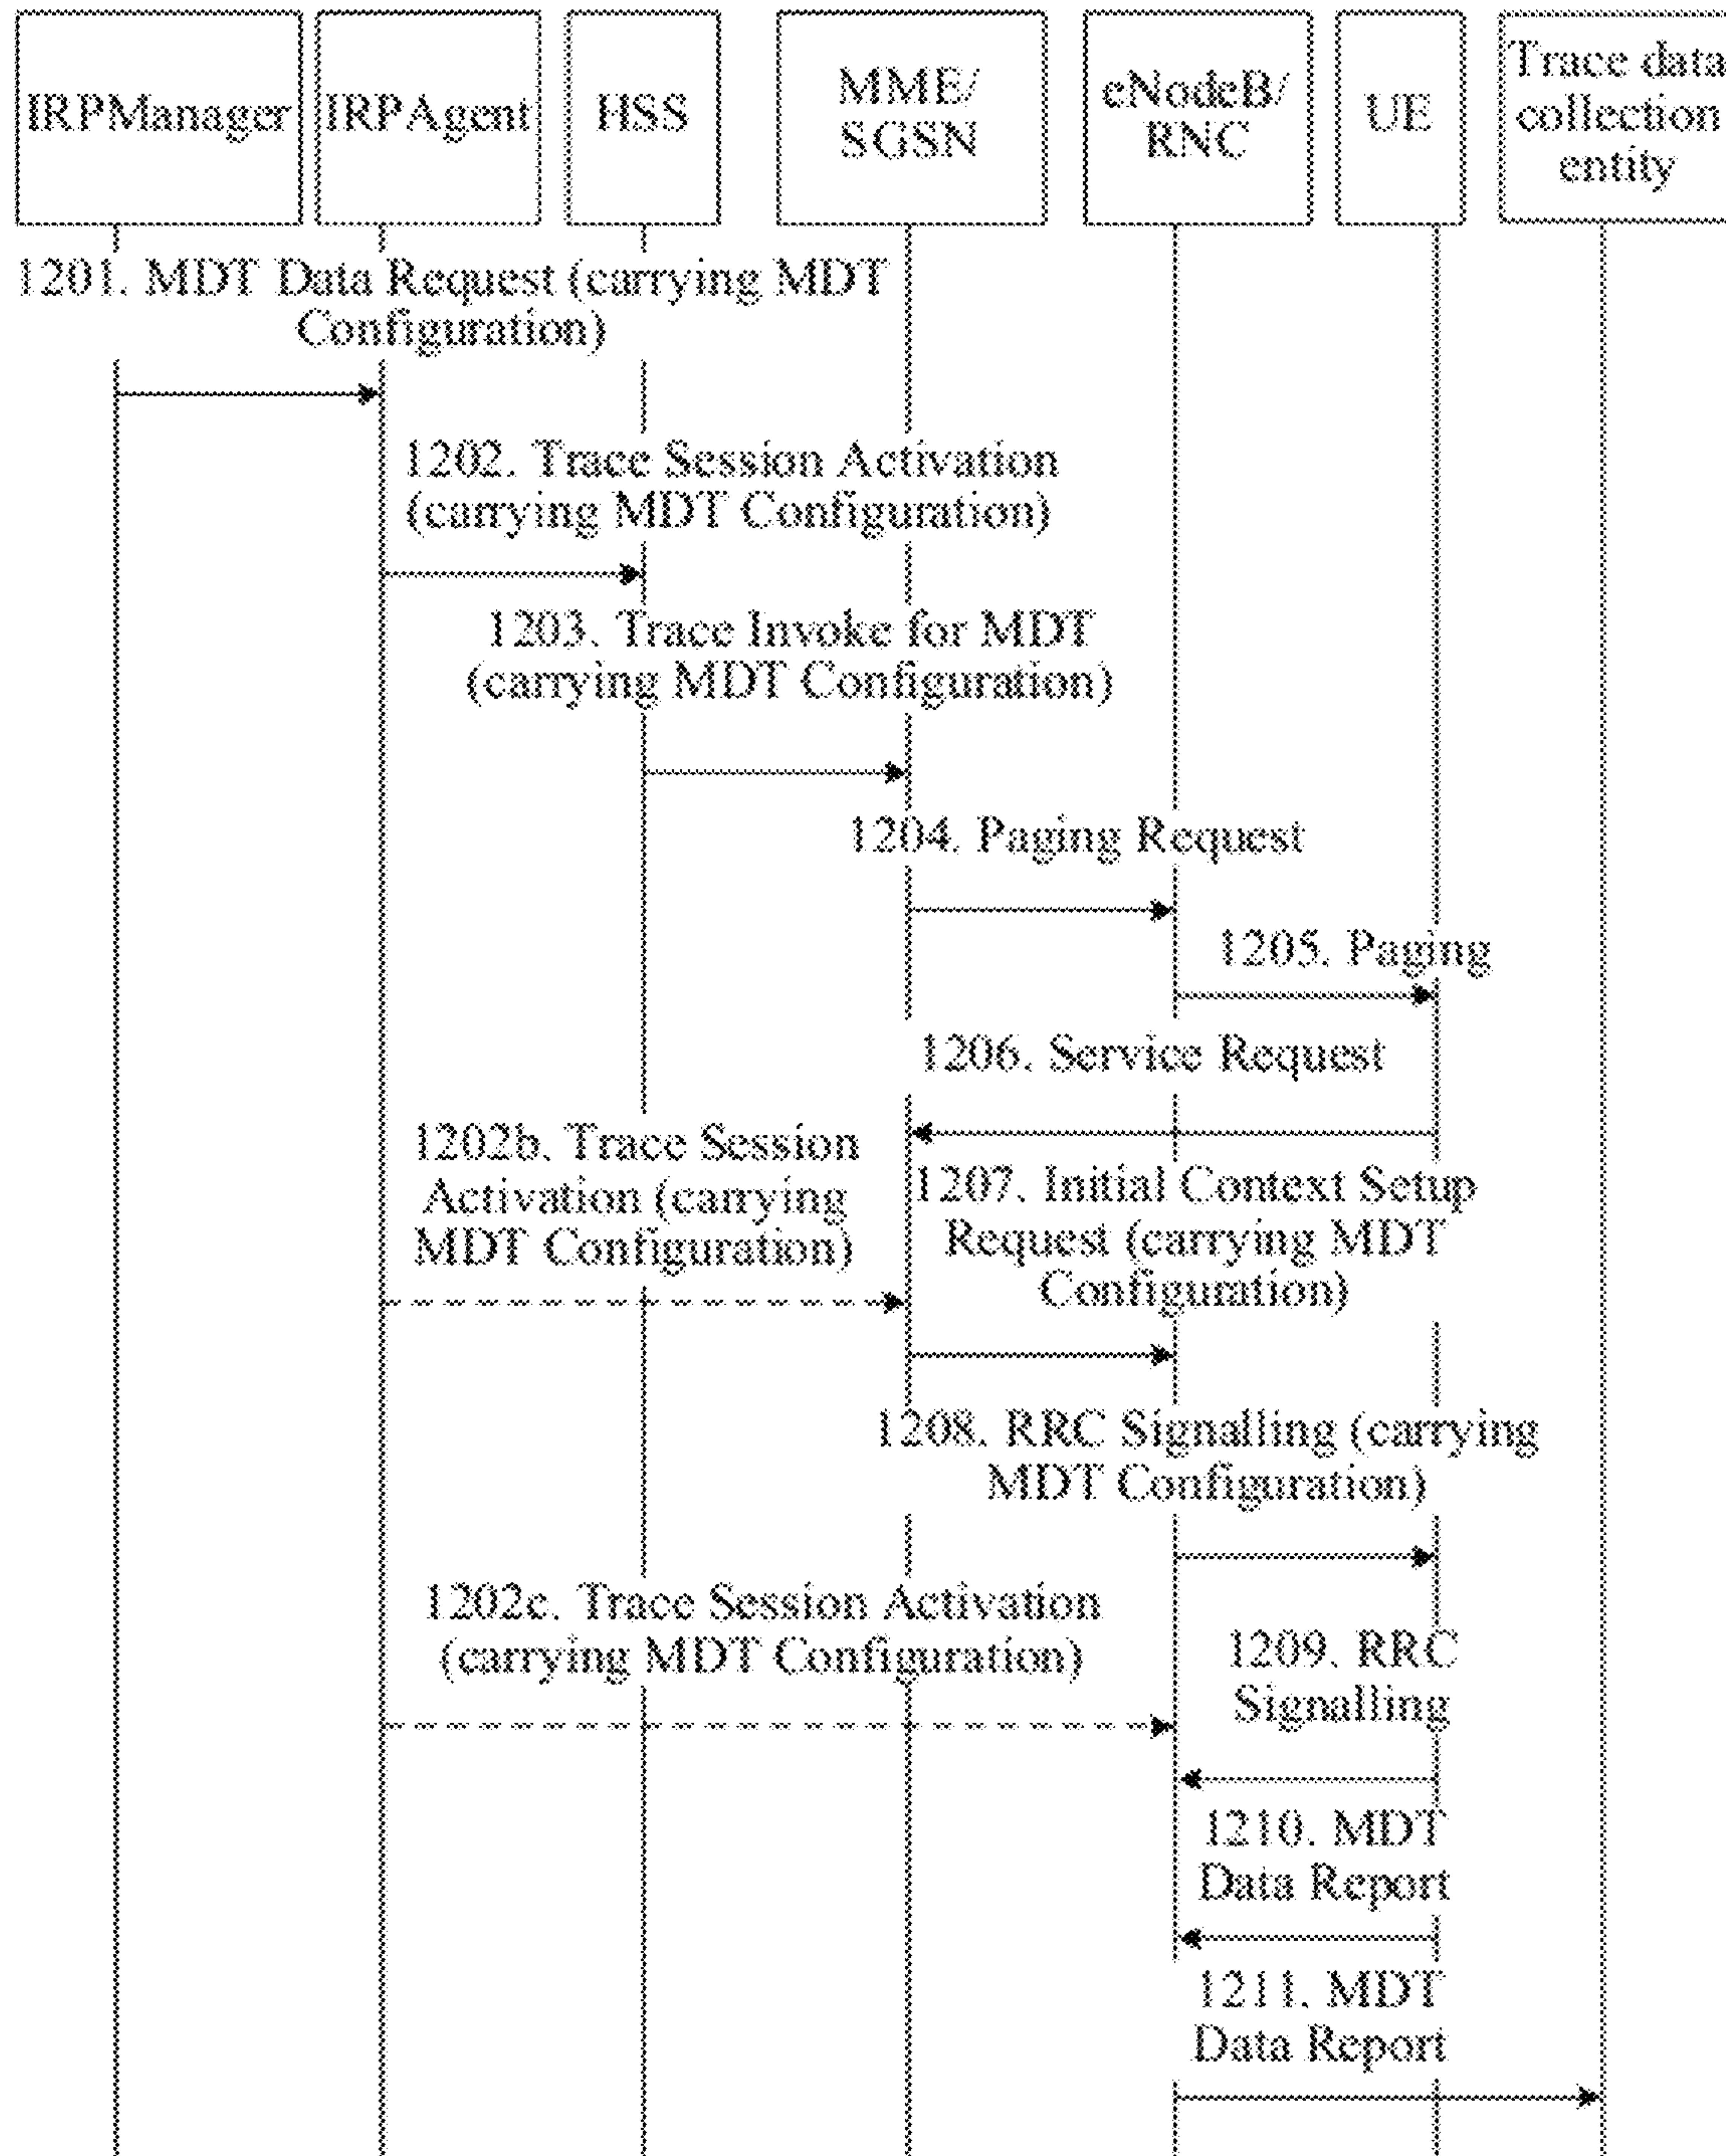 IRPManager
IRPAgent
HSS
MME/
SGSN
eNodeB/
RNC
UE
Trace data
collection
entity
1201. MDT Data Request (carrying MDT
Configuration)
1202. Trace Session Activation
(carrying MDT Configuration)
1203. Trace Invoke for MDT
(carrying MDT Configuration)
1204. Paging Request
1205. Paging
1206. Service Request
1202b. Trace Session
Activation (carrying
MDT Configuration)
1207. Initial Context Setup
Request (carrying MDT
Configuration)
1208. RRC Signalling (carrying
MDT Configuration)
1202c. Trace Session Activation
(carrying MDT Configuration)
1209. RRC
Signalling
1210. MDT
Data Report
1211. MDT
Data Report